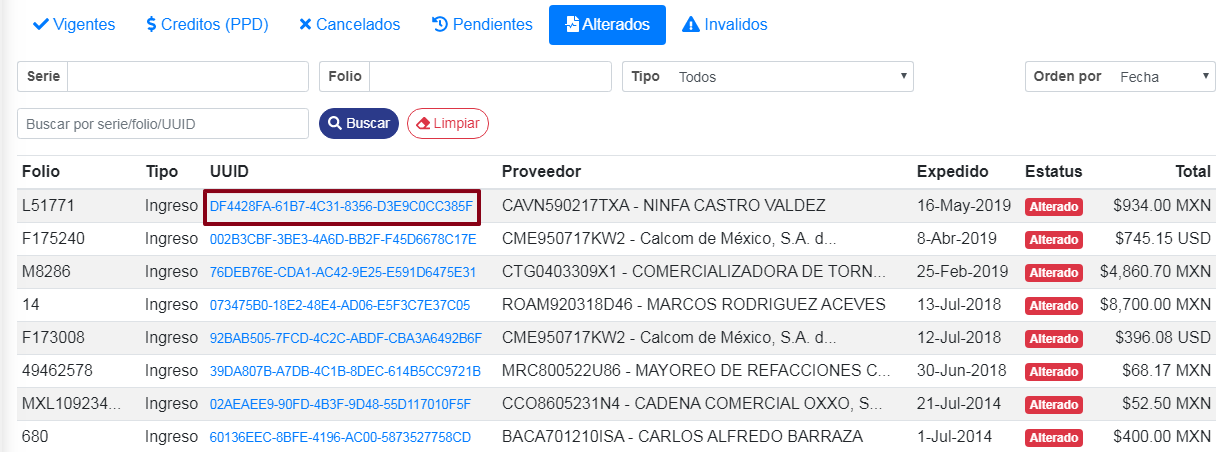 Vigentes Creditos (PPD) Cancelados Pendientes Alterados Invalidos
Serie Folio Tipo Todos Orden por Fecha
Buscar por serie/folio/UUID Buscar Limpiar
Folio Tipo UUID Proveedor Expedido Estatus Total
L51771 Ingreso DF4428FA-61B7-4C31-8356-D3E9C0CC385F CAVN590217TXA - NINFA CASTRO VALDEZ 16-May-2019 Alterado $934.00 MXN
F175240 Ingreso 002B3CBF-3BE3-4A6D-BB2F-F45D6678C17E CME950717KW2 - Calcom de México, S.A. d... 8-Abr-2019 Alterado $745.15 USD
M8286 Ingreso 76DEB76E-CDA1-AC42-9E25-E591D6475E31 CTG0403309X1 - COMERCIALIZADORA DE TORN... 25-Feb-2019 Alterado $4,860.70 MXN
14 Ingreso 073475B0-18E2-48E4-AD06-E5F3C7E37C05 ROAM920318D46 - MARCOS RODRIGUEZ ACEVES 13-Jul-2018 Alterado $8,700.00 MXN
F173008 Ingreso 92BAB505-7FCD-4C2C-ABDF-CBA3A6492B6F CME950717KW2 - Calcom de México, S.A. d... 12-Jul-2018 Alterado $396.08 USD
49462578 Ingreso 39DA807B-A7DB-4C1B-8DEC-614B5CC9721B MRC800522U86 - MAYOREO DE REFACCIONES C... 30-Jun-2018 Alterado $68.17 MXN
MXL109234... Ingreso 02AEAEE9-90FD-4B3F-9D48-55D117010F5F CCO8605231N4 - CADENA COMERCIAL OXXO, S... 21-Jul-2014 Alterado $52.50 MXN
680 Ingreso 60136EEC-8BFE-4196-AC00-5873527758CD BACA701210ISA - CARLOS ALFREDO BARRAZA 1-Jul-2014 Alterado $400.00 MXN